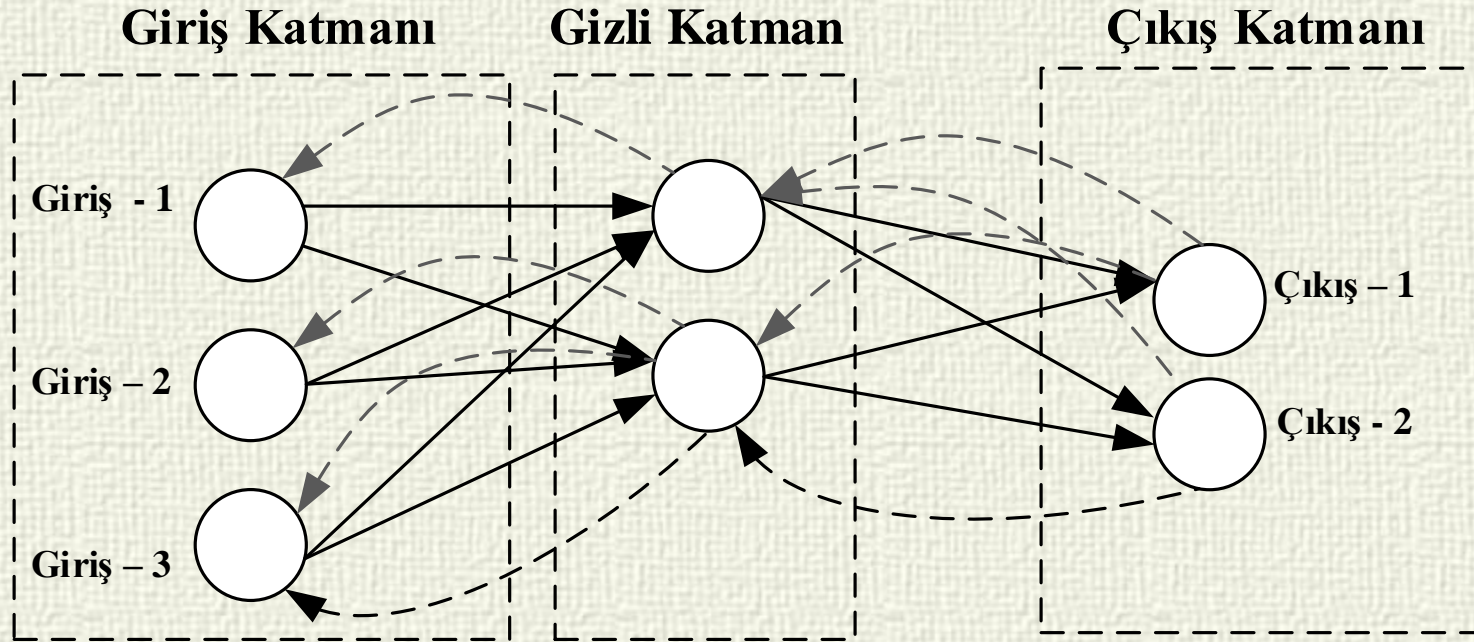 Giriş Katmanı Gizli Katman Çıkış Katmanı
Giriş - 1
Çıkış – 1
Giriş – 2
Çıkış - 2
Giriş – 3